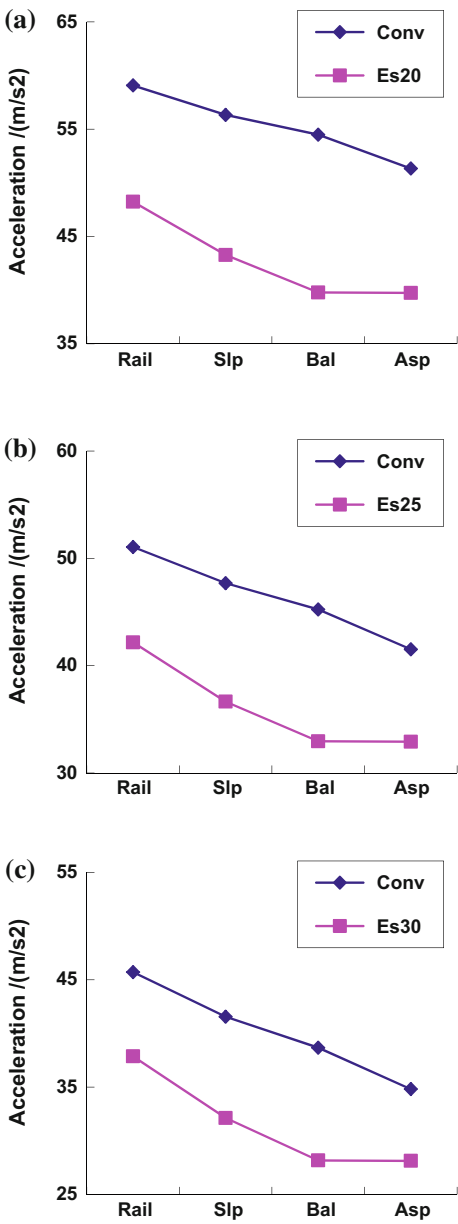 (a)
Acceleration /(m/s2)
65
55
45
35
Conv
Es20
Rail Slp Bal Asp
(b)
Acceleration /(m/s2)
60
50
40
30
Conv
Es25
Rail Slp Bal Asp
(c)
Acceleration /(m/s2)
55
45
35
25
Conv
Es30
Rail Slp Bal Asp